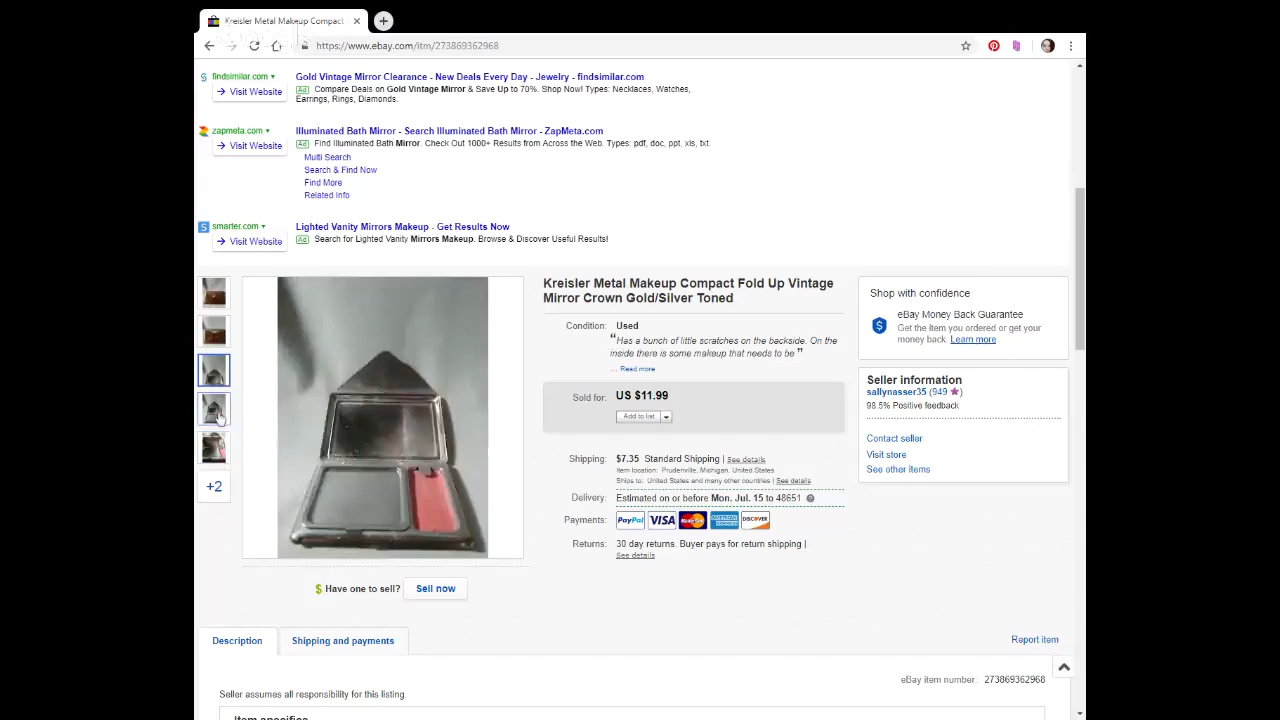 Kreisler Metal Makeup Compact
https://www.ebay.com/itm/273869362968
findsimilar.com
Gold Vintage Mirror Clearance - New Deals Every Day - Jewelry - findsimilar.com
Visit Website
Ad Compare Deals on Gold Vintage Mirror & Save Up to 70%. Shop Now! Types: Necklaces, Watches,
Earrings, Rings, Diamonds.
zapmeta.com
Illuminated Bath Mirror - Search Illuminated Bath Mirror - ZapMeta.com
Visit Website
Ad Find Illuminated Bath Mirror. Check Out 1000+ Results from Across the Web. Types: pdf, doc, ppt, xls, txt.
Multi Search
Search & Find Now
Find More
Related Info
S smarter.com
Lighted Vanity Mirrors Makeup - Get Results Now
Visit Website
Ad Search for Lighted Vanity Mirrors Makeup. Browse & Discover Useful Results!
+2
Have one to sell? Sell now
Kreisler Metal Makeup Compact Fold Up Vintage
Mirror Crown Gold/Silver Toned
Condition: Used
“Has a bunch of little scratches on the backside. On the
inside there is some makeup that needs to be ”
... Read more
Sold for: US $11.99
Add to list
Shipping: $7.35 Standard Shipping | See details
Item location: Prudenville, Michigan, United States
Ships to: United States and many other countries | See details
Delivery: Estimated on or before Mon. Jul. 15 to 48651
Payments: PayPal VISA MasterCard AMERICAN EXPRESS DISCOVER
Returns: 30 day returns. Buyer pays for return shipping |
See details
Shop with confidence
eBay Money Back Guarantee
Get the item you ordered or get your
money back. Learn more
Seller information
sallynasser35 (949)
98.5% Positive feedback
Contact seller
Visit store
See other items
Description
Shipping and payments
Report item
eBay item number: 273869362968
Seller assumes all responsibility for this listing.
Item specifics